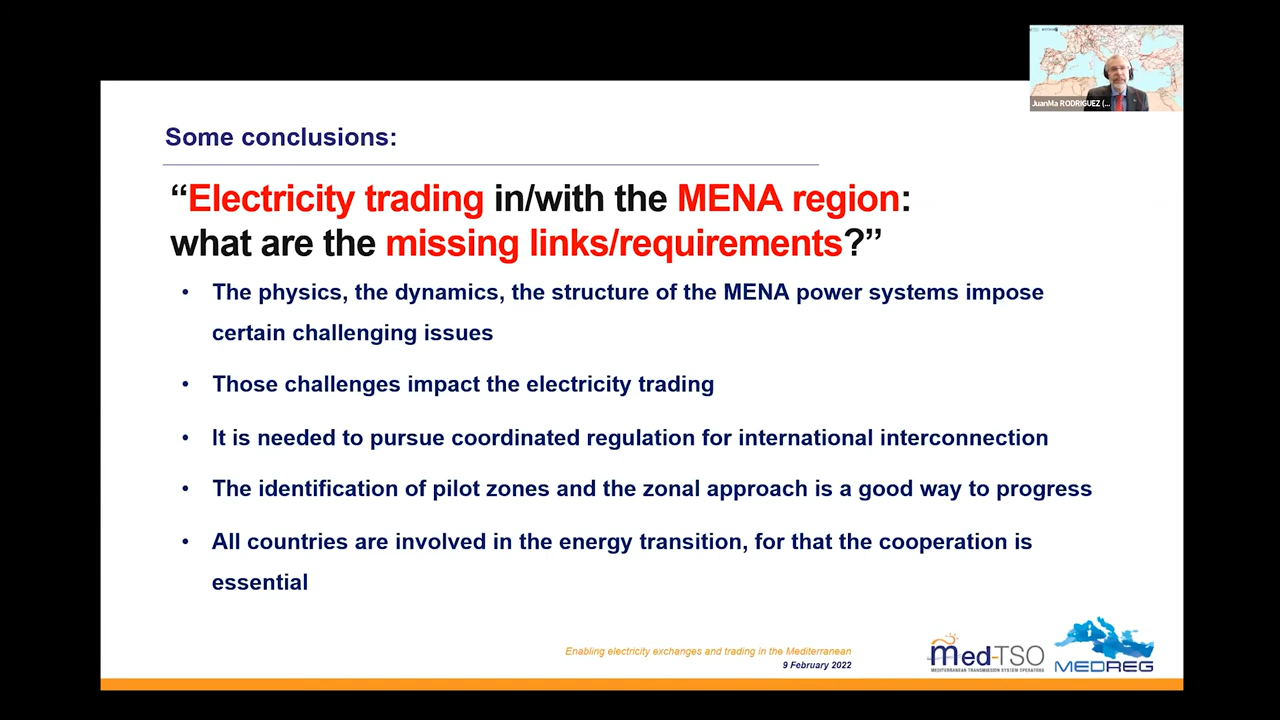 JuanMa RODRIGUEZ (...
Some conclusions:
“Electricity trading in/with the MENA region:
what are the missing links/requirements?”
• The physics, the dynamics, the structure of the MENA power systems impose
certain challenging issues
• Those challenges impact the electricity trading
• It is needed to pursue coordinated regulation for international interconnection
• The identification of pilot zones and the zonal approach is a good way to progress
• All countries are involved in the energy transition, for that the cooperation is
essential
Enabling electricity exchanges and trading in the Mediterranean
9 February 2022
Med-TSO
MEDITERRANEAN TRANSMISSION SYSTEM OPERATORS
MEDREG